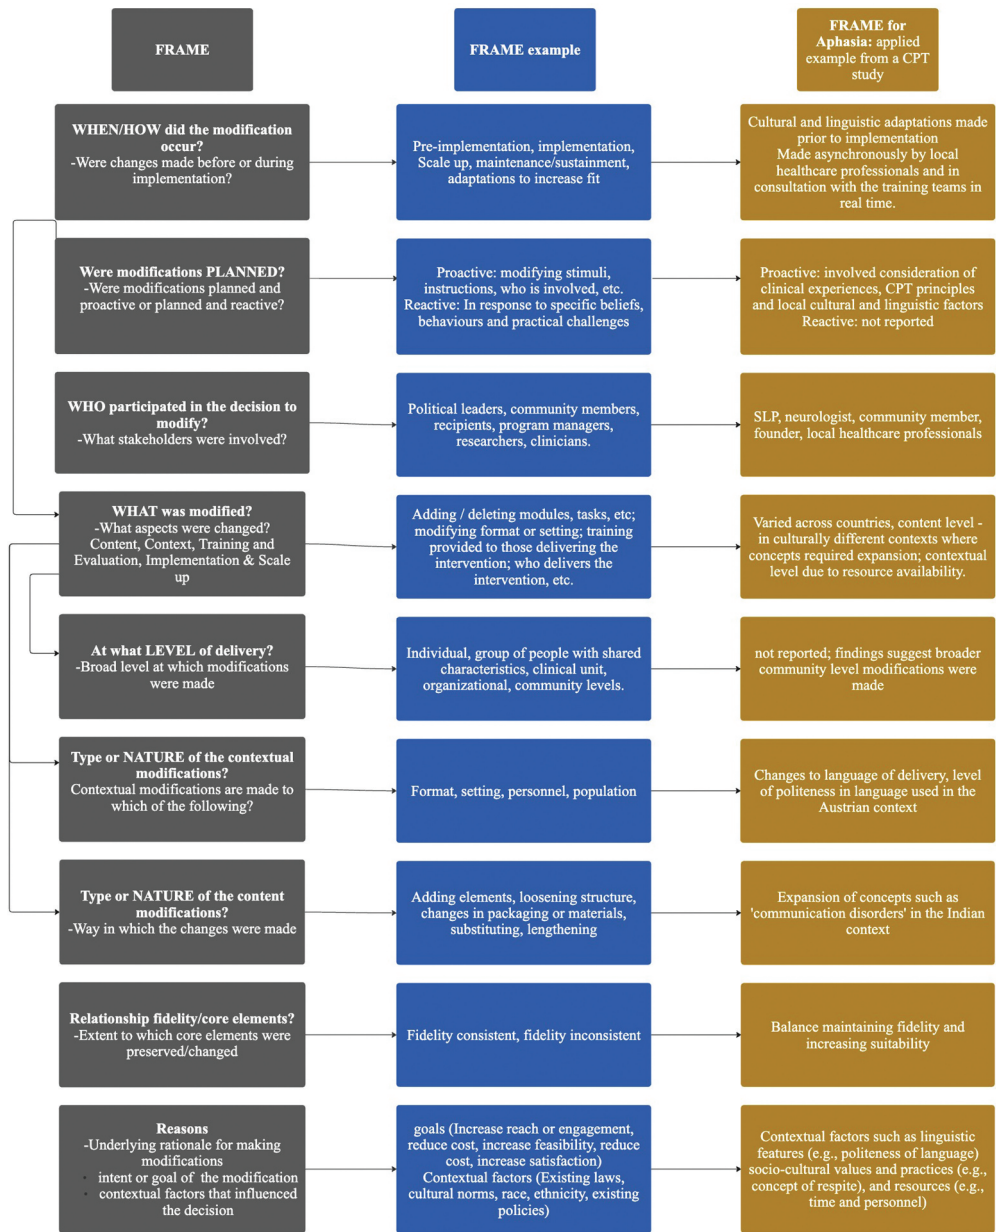 FRAME
FRAME example
FRAME for
Aphasia: applied
example from a CPT
study
WHEN/HOW did the modification
occur?
-Were changes made before or during
implementation?
Pre-implementation, implementation,
Scale up, maintenance/sustainment,
adaptations to increase fit
Cultural and linguistic adaptations made
prior to implementation
Made asynchronously by local
healthcare professionals and in
consultation with the training teams in
real time.
Were modifications PLANNED?
-Were modifications planned and
proactive or planned and reactive?
Proactive: modifying stimuli,
instructions, who is involved, etc.
Reactive: In response to specific beliefs,
behaviours and practical challenges
Proactive: involved consideration of
clinical experiences, CPT principles
and local cultural and linguistic factors
Reactive: not reported
WHO participated in the decision to
modify?
-What stakeholders were involved?
Political leaders, community members,
recipients, program managers,
researchers, clinicians.
SLP, neurologist, community member,
founder, local healthcare professionals
WHAT was modified?
-What aspects were changed?
Content, Context, Training and
Evaluation, Implementation & Scale
up
Adding / deleting modules, tasks, etc;
modifying format or setting; training
provided to those delivering the
intervention; who delivers the
intervention, etc.
Varied across countries, content level -
in culturally different contexts where
concepts required expansion; contextual
level due to resource availability.
At what LEVEL of delivery?
-Broad level at which modifications
were made
Individual, group of people with shared
characteristics, clinical unit,
organizational, community levels.
not reported; findings suggest broader
community level modifications were
made
Type or NATURE of the contextual
modifications?
Contextual modifications are made to
which of the following?
Format, setting, personnel, population
Changes to language of delivery, level
of politeness in language used in the
Austrian context
Type or NATURE of the content
modifications?
-Way in which the changes were made
Adding elements, loosening structure,
changes in packaging or materials,
substituting, lengthening
Expansion of concepts such as
'communication disorders' in the Indian
context
Relationship fidelity/core elements?
-Extent to which core elements were
preserved/changed
Fidelity consistent, fidelity inconsistent
Balance maintaining fidelity and
increasing suitability
Reasons
-Underlying rationale for making
modifications
· intent or goal of the modification
· contextual factors that influenced
the decision
goals (Increase reach or engagement,
reduce cost, increase feasibility, reduce
cost, increase satisfaction)
Contextual factors (Existing laws,
cultural norms, race, ethnicity, existing
policies)
Contextual factors such as linguistic
features (e.g., politeness of language)
socio-cultural values and practices (e.g.,
concept of respite), and resources (e.g.,
time and personnel)